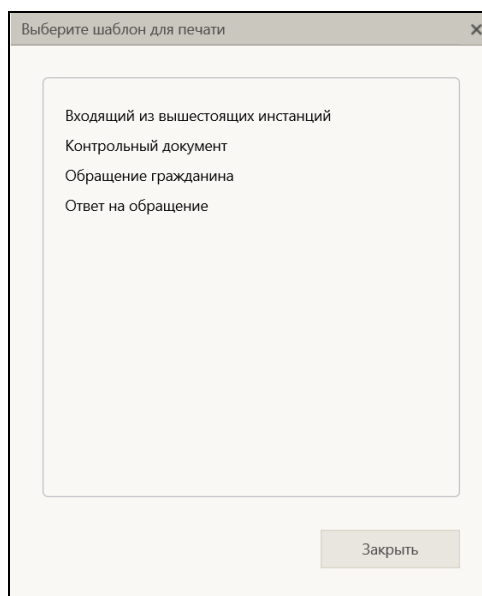 Выберите шаблон для печати
Входящий из вышестоящих инстанций
Контрольный документ
Обращение гражданина
Ответ на обращение
Закрыть